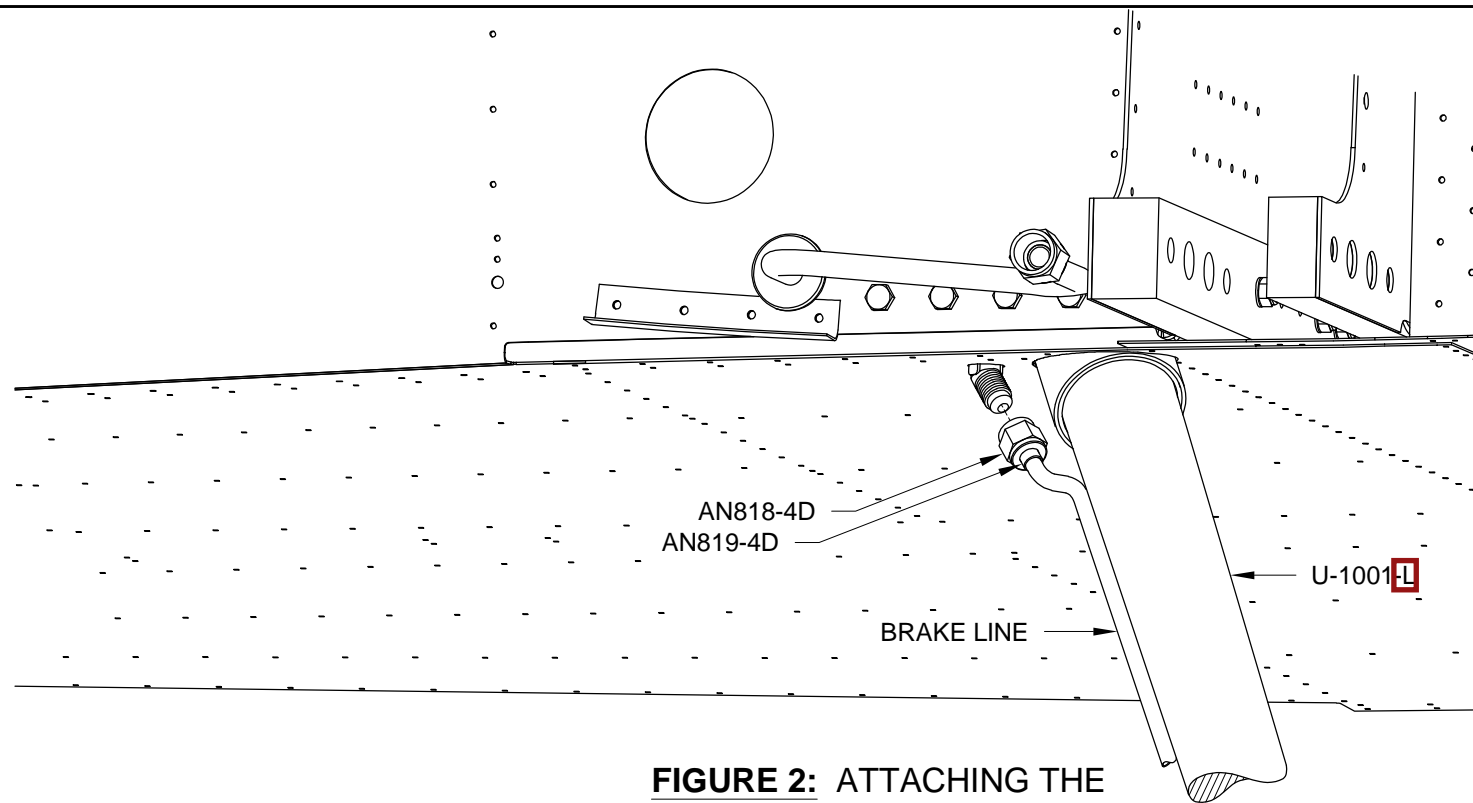 AN818-4D
AN819-4D
U-1001-L
BRAKE LINE
FIGURE 2: ATTACHING THE